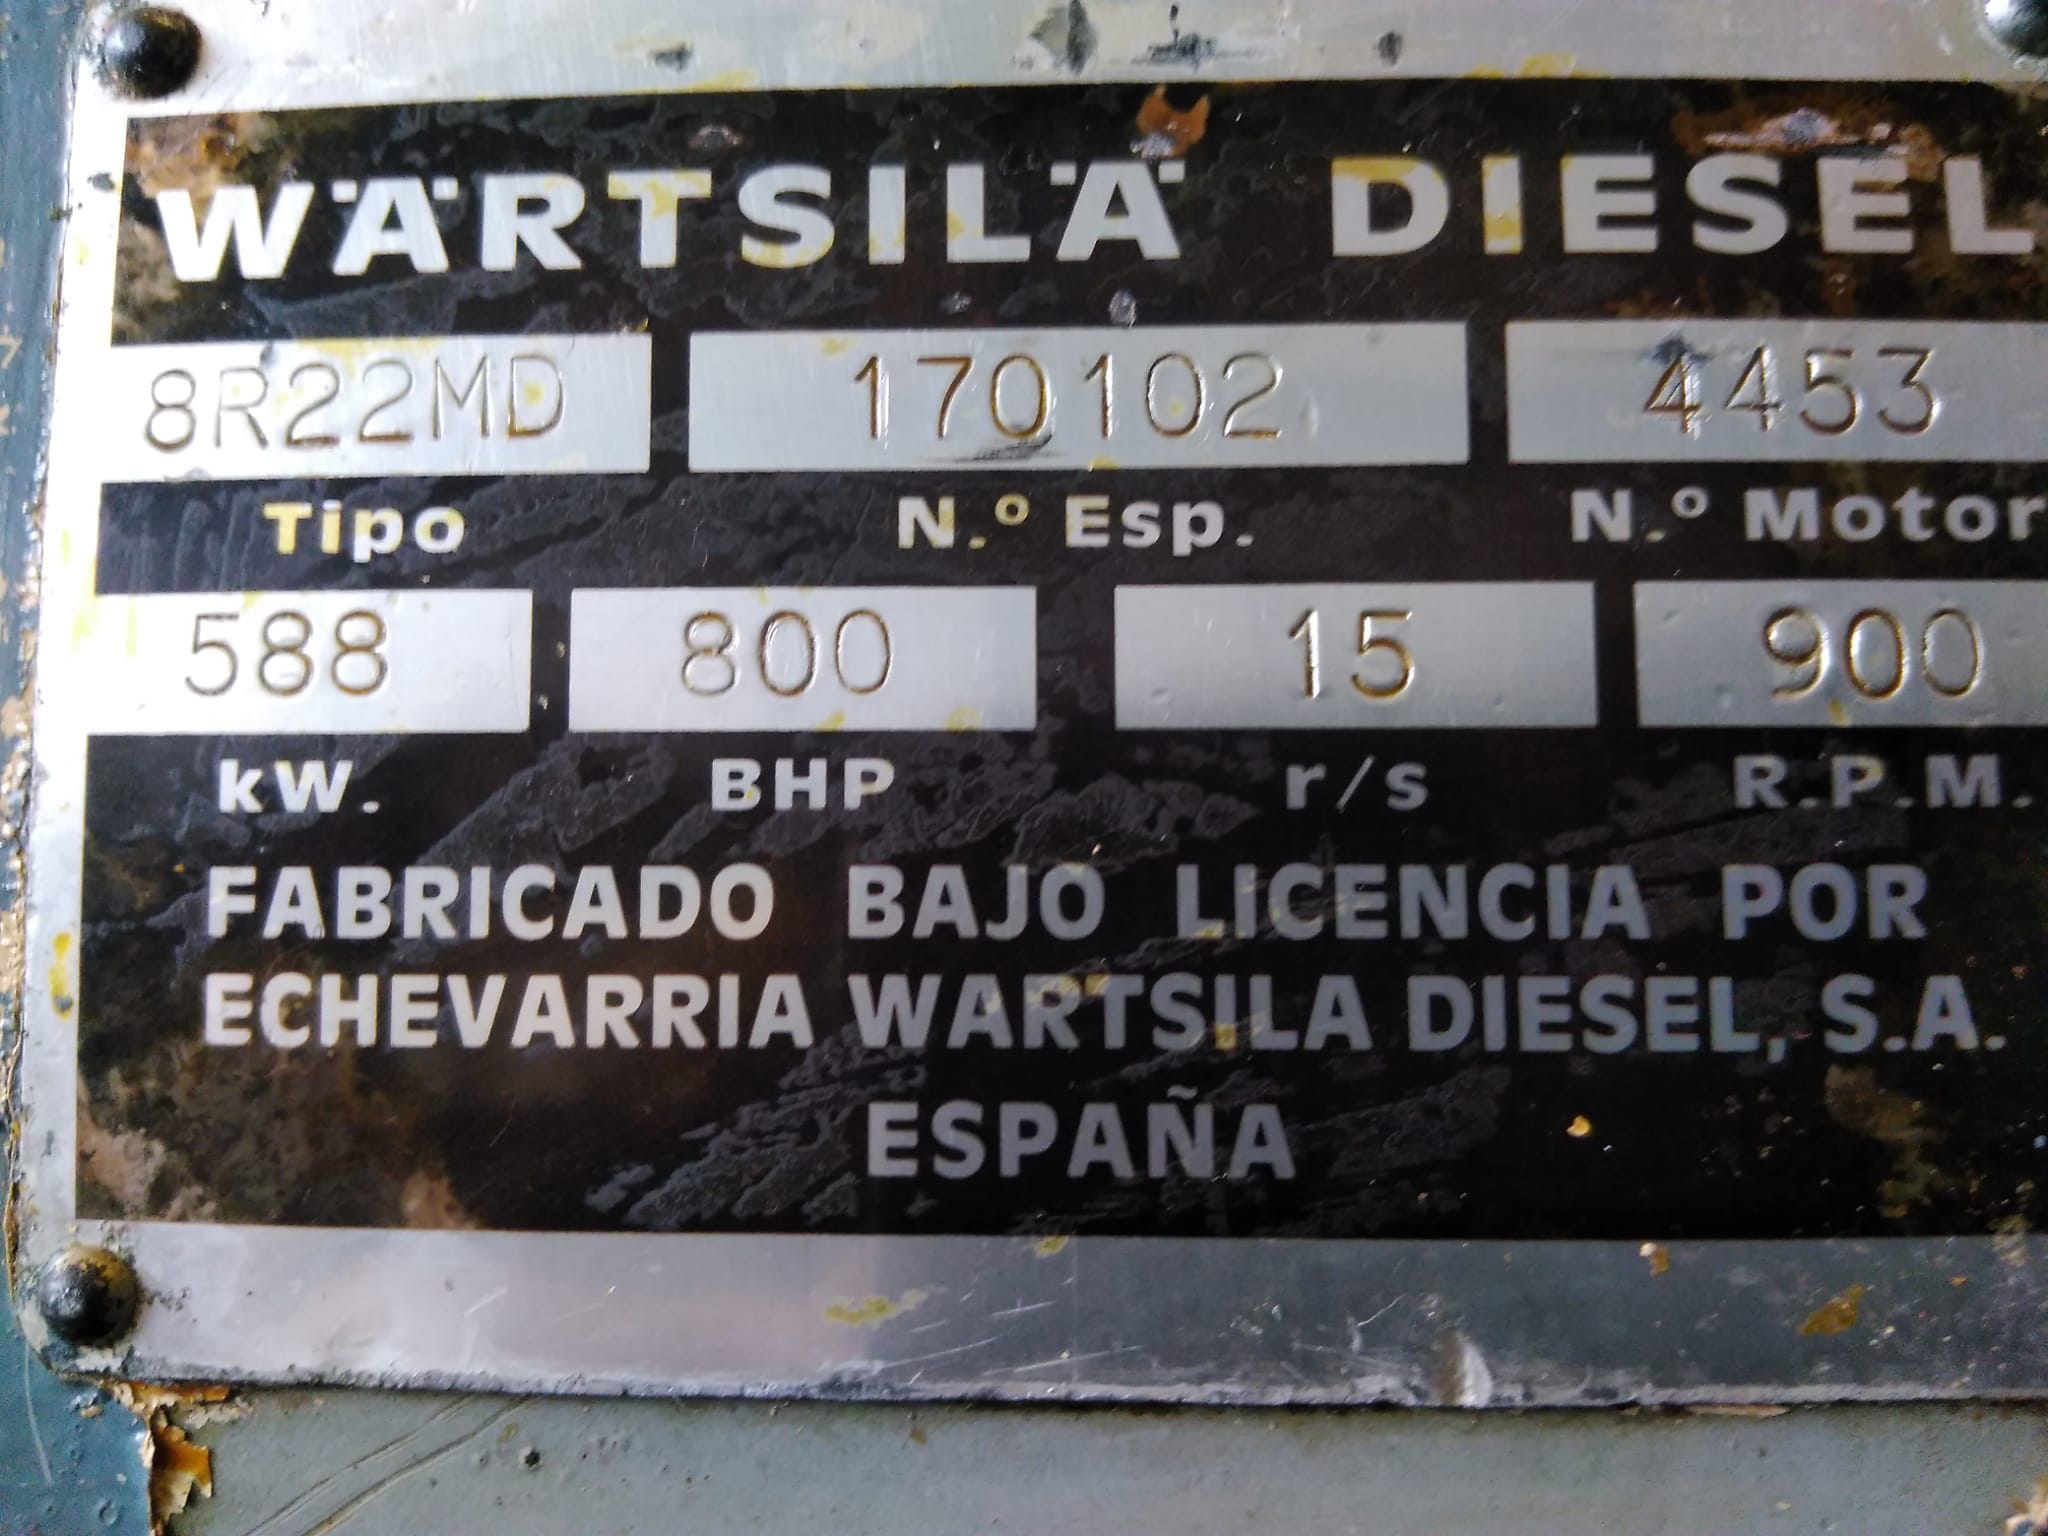 WÄRTSILÄ DIESEL
8R22MD 170102 4453
Tipo N.º Esp. N.º Motor
588 800 15 900
kW. BHP r/s R.P.M.
FABRICADO BAJO LICENCIA POR
ECHEVARRIA WARTSILA DIESEL, S.A.
ESPAÑA